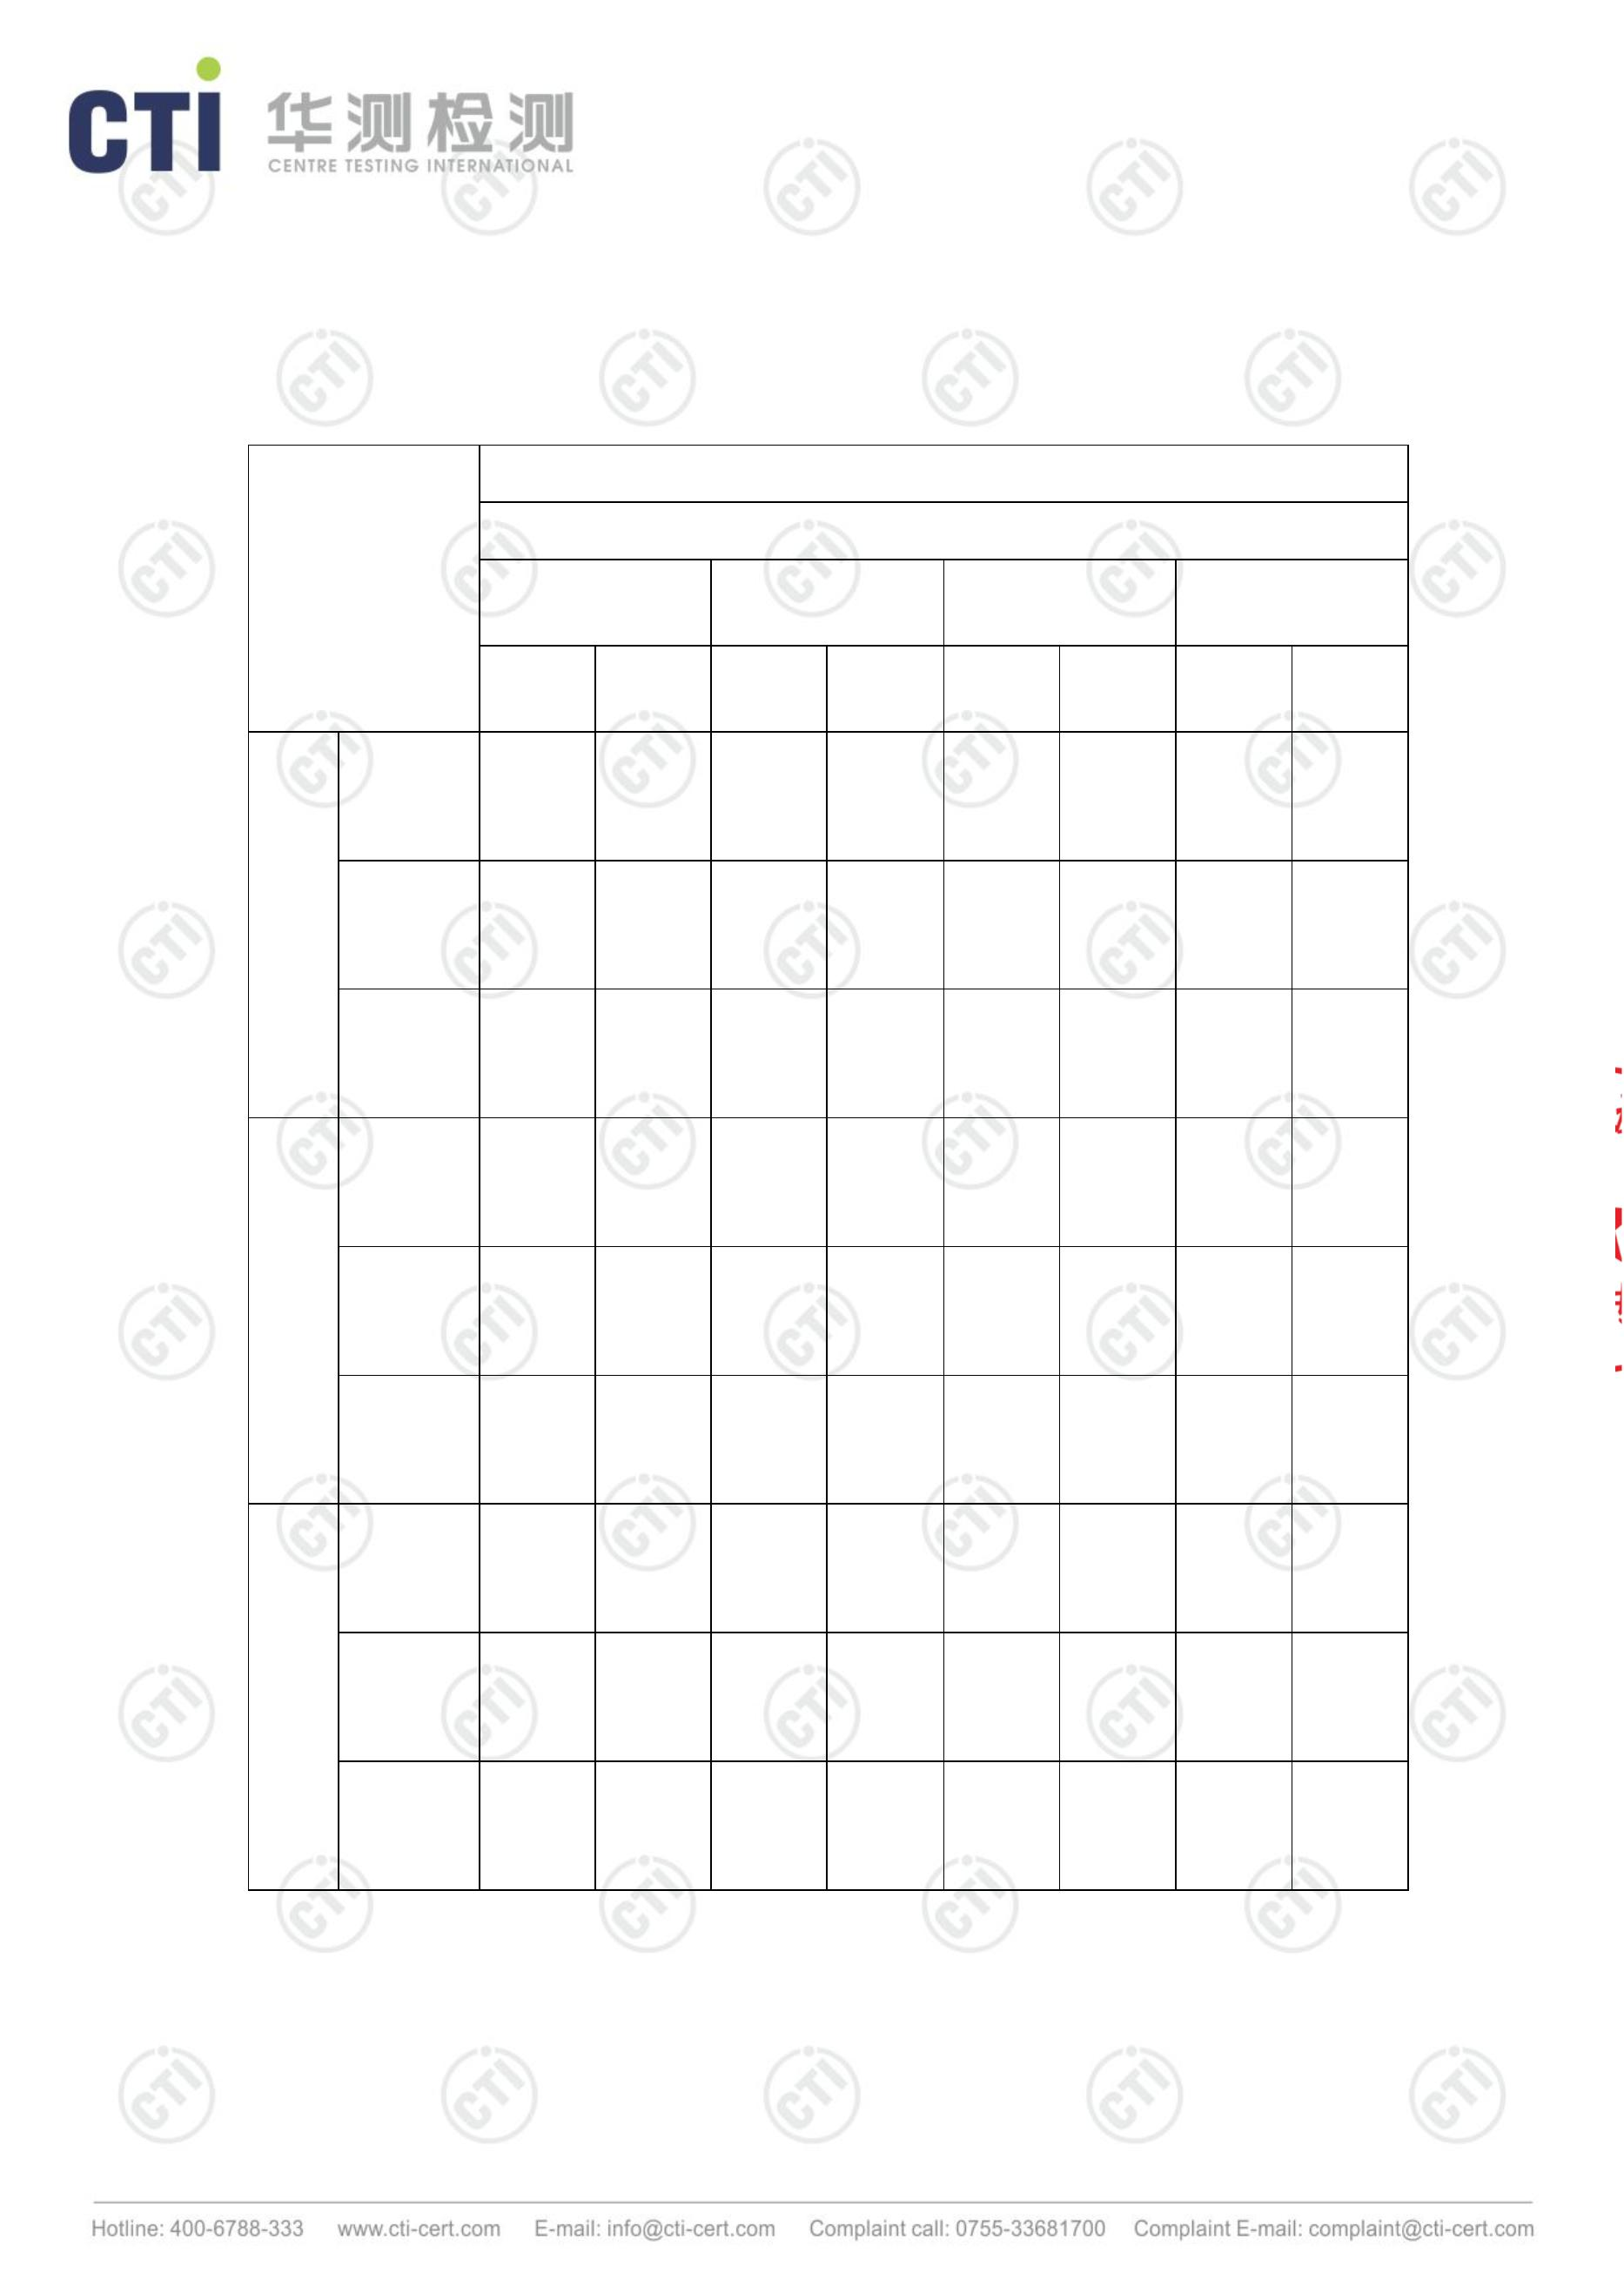 CTI 华测检测
CENTRE TESTING INTERNATIONAL
Hotline: 400-6788-333 www.cti-cert.com E-mail: info@cti-cert.com Complaint call: 0755-33681700 Complaint E-mail: complaint@cti-cert.com